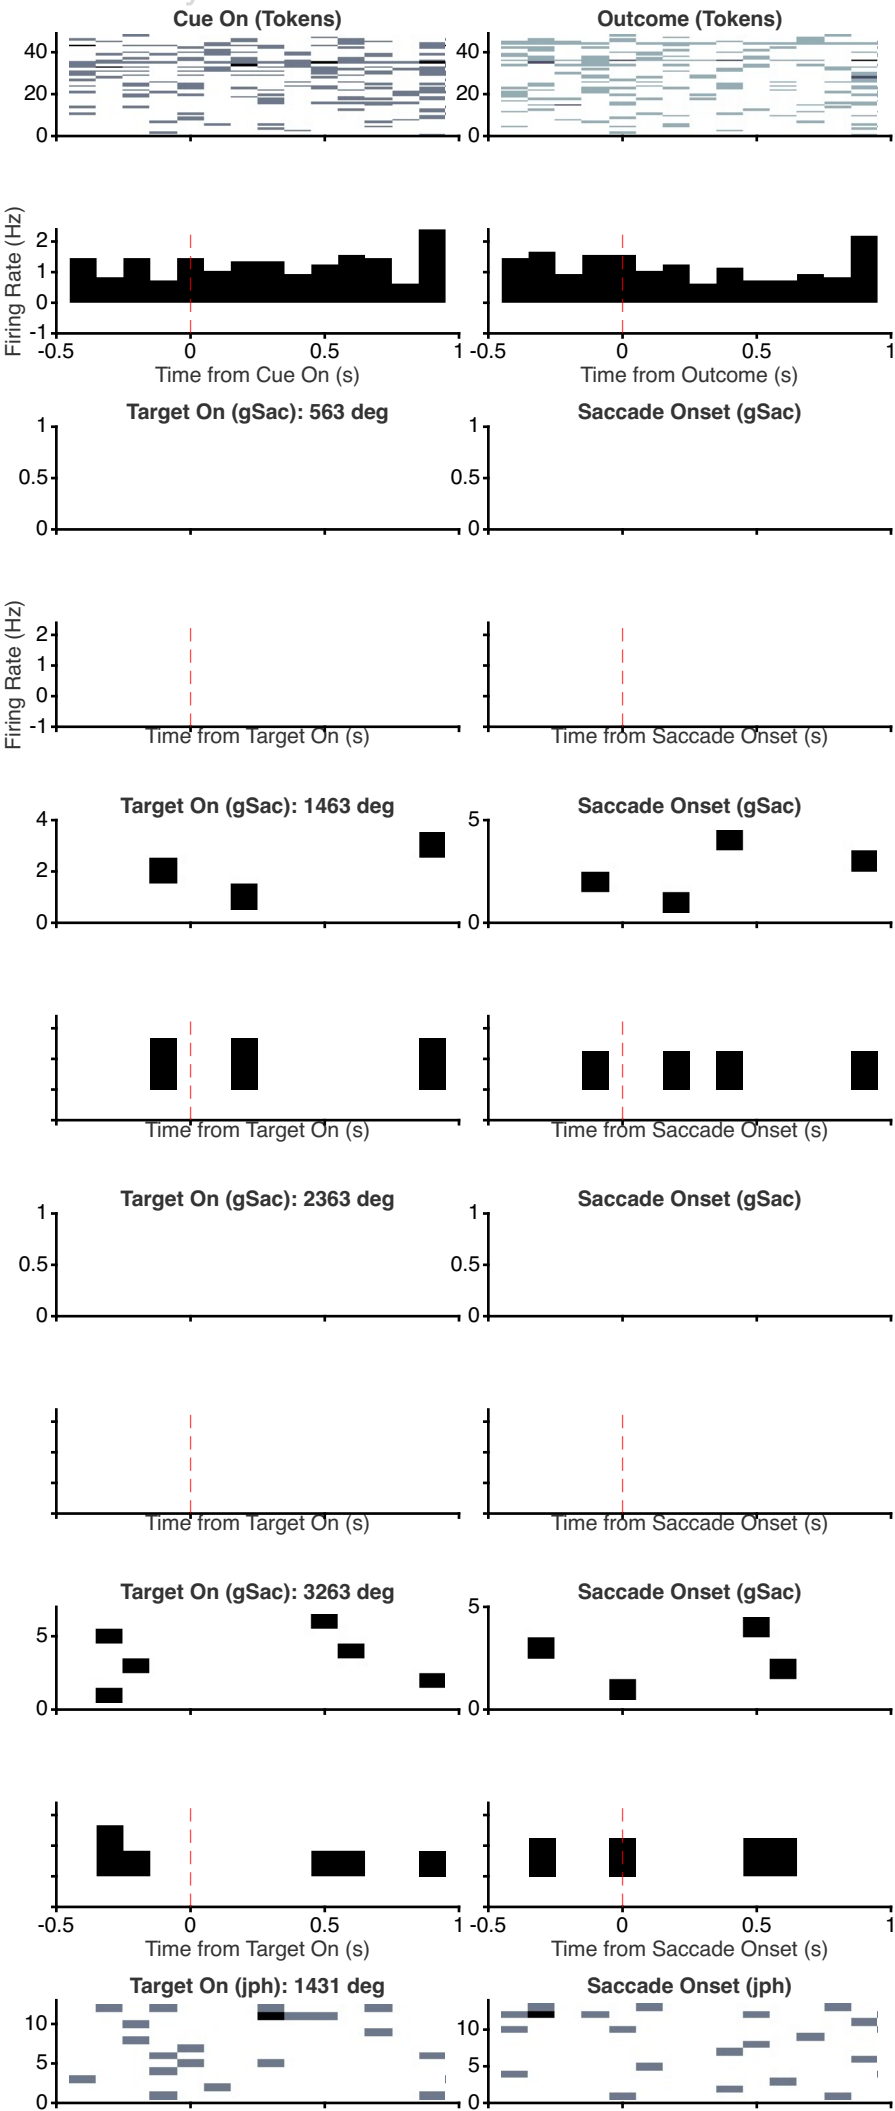 Cue On (Tokens) Outcome (Tokens)
40 40
20 20
0 0
Firing Rate (Hz)
2 2
1 1
0 0
-1 -1
-0.5 0 0.5 1 -0.5 0 0.5 1
Time from Cue On (s) Time from Outcome (s)
Target On (gSac): 563 deg Saccade Onset (gSac)
1 1
0.5 0.5
0 0
Firing Rate (Hz)
2
1
0
-1
Time from Target On (s) Time from Saccade Onset (s)
Target On (gSac): 1463 deg Saccade Onset (gSac)
4 5
2
0 0
Time from Target On (s) Time from Saccade Onset (s)
Target On (gSac): 2363 deg Saccade Onset (gSac)
1 1
0.5 0.5
0 0
Time from Target On (s) Time from Saccade Onset (s)
Target On (gSac): 3263 deg Saccade Onset (gSac)
5 5
0 0
-0.5 0 0.5 1 -0.5 0 0.5 1
Time from Target On (s) Time from Saccade Onset (s)
Target On (jph): 1431 deg Saccade Onset (jph)
10 10
5 5
0 0